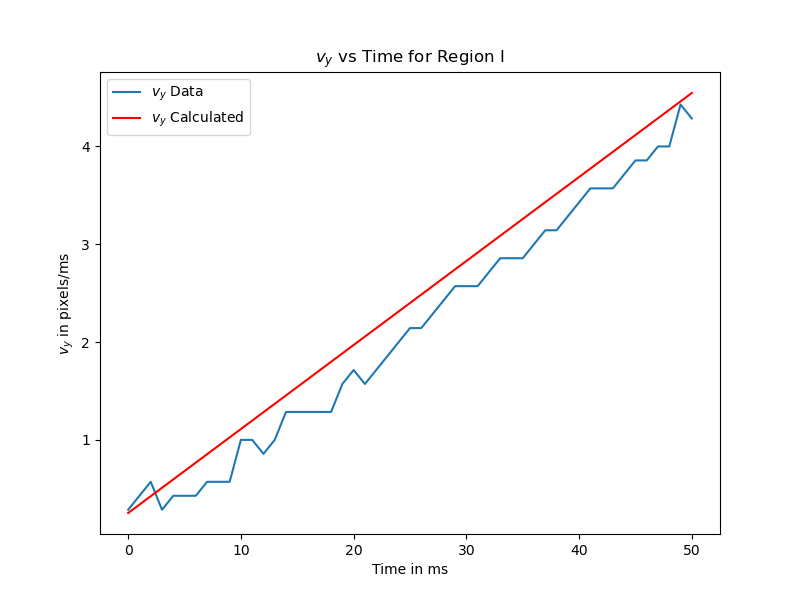 v_y vs Time for Region I
v_y Data
v_y Calculated
v_y in pixels/ms
4
3
2
1
0 10 20 30 40 50
Time in ms